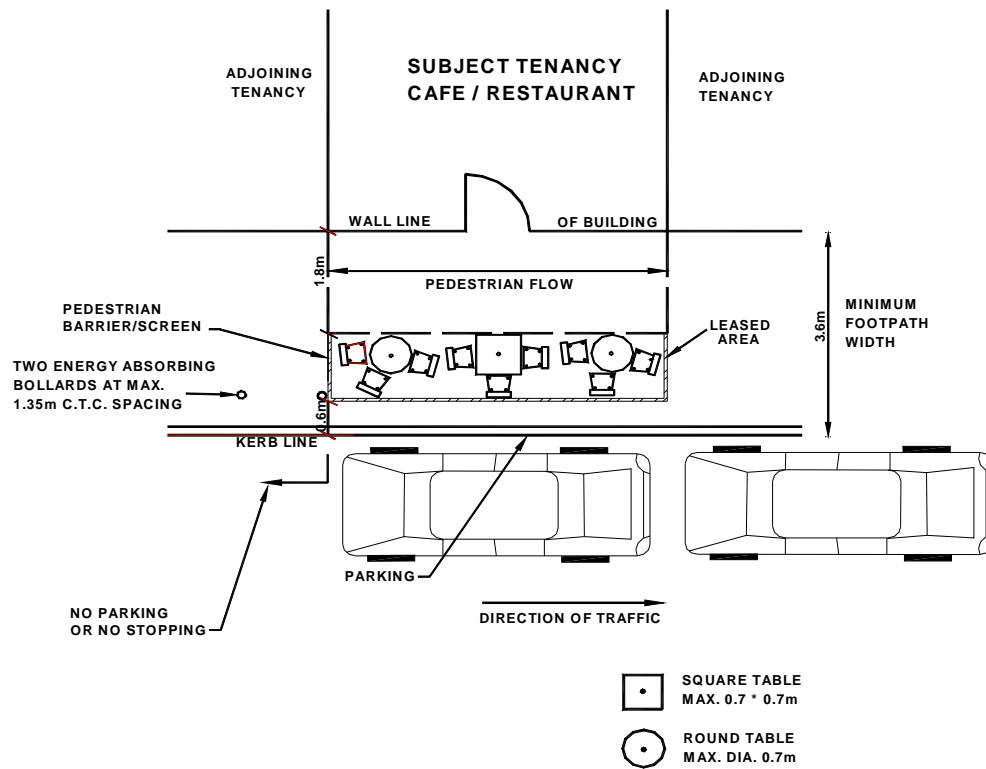 SUBJECT TENANCY
CAFE / RESTAURANT
ADJOINING
TENANCY
ADJOINING
TENANCY
WALL LINE
OF BUILDING
1.8m
PEDESTRIAN FLOW
3.6m
MINIMUM
FOOTPATH
WIDTH
PEDESTRIAN
BARRIER/SCREEN
LEASED
AREA
TWO ENERGY ABSORBING
BOLLARDS AT MAX.
1.35m C.T.C. SPACING
0.6m
KERB LINE
PARKING
NO PARKING
OR NO STOPPING
DIRECTION OF TRAFFIC
SQUARE TABLE
MAX. 0.7 * 0.7m
ROUND TABLE
MAX. DIA. 0.7m